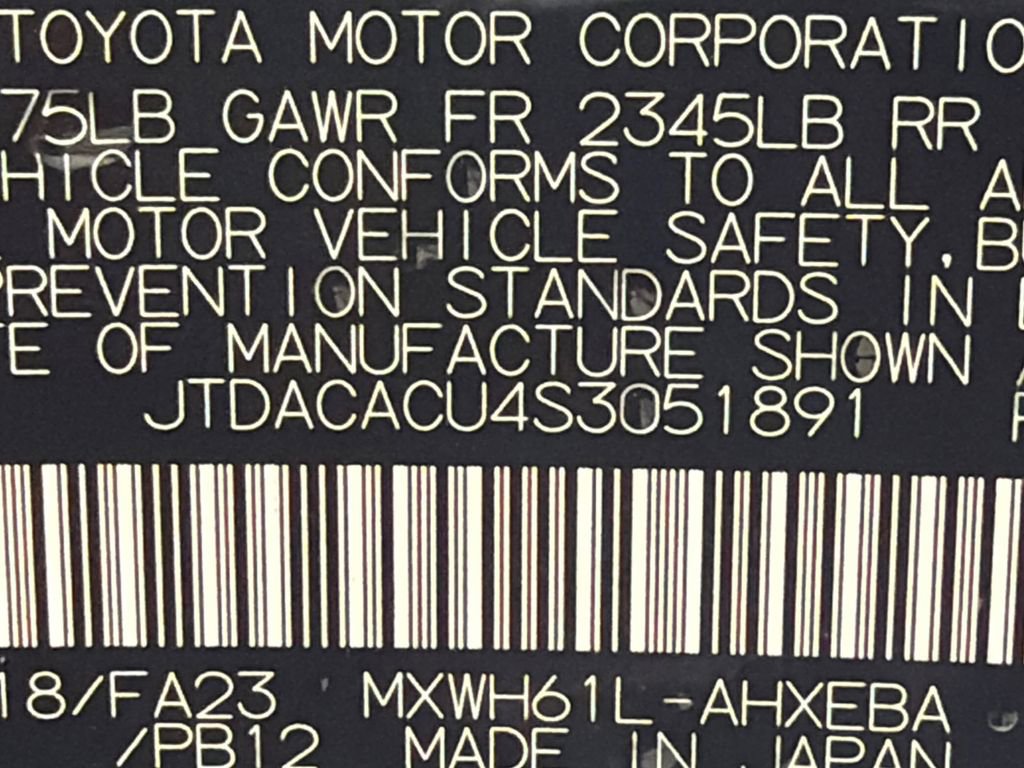 TOYOTA MOTOR CORPORATIO
75LB GAWR FR 2345LB RR
HICLE CONFORMS TO ALL A
MOTOR VEHICLE SAFETY, B
PREVENTION STANDARDS IN
E OF MANUFACTURE SHOWN A
JTDACACU4S3051891
18/FA23 MXWH61L-AHXEBA
/PB12 MADE IN JAPAN